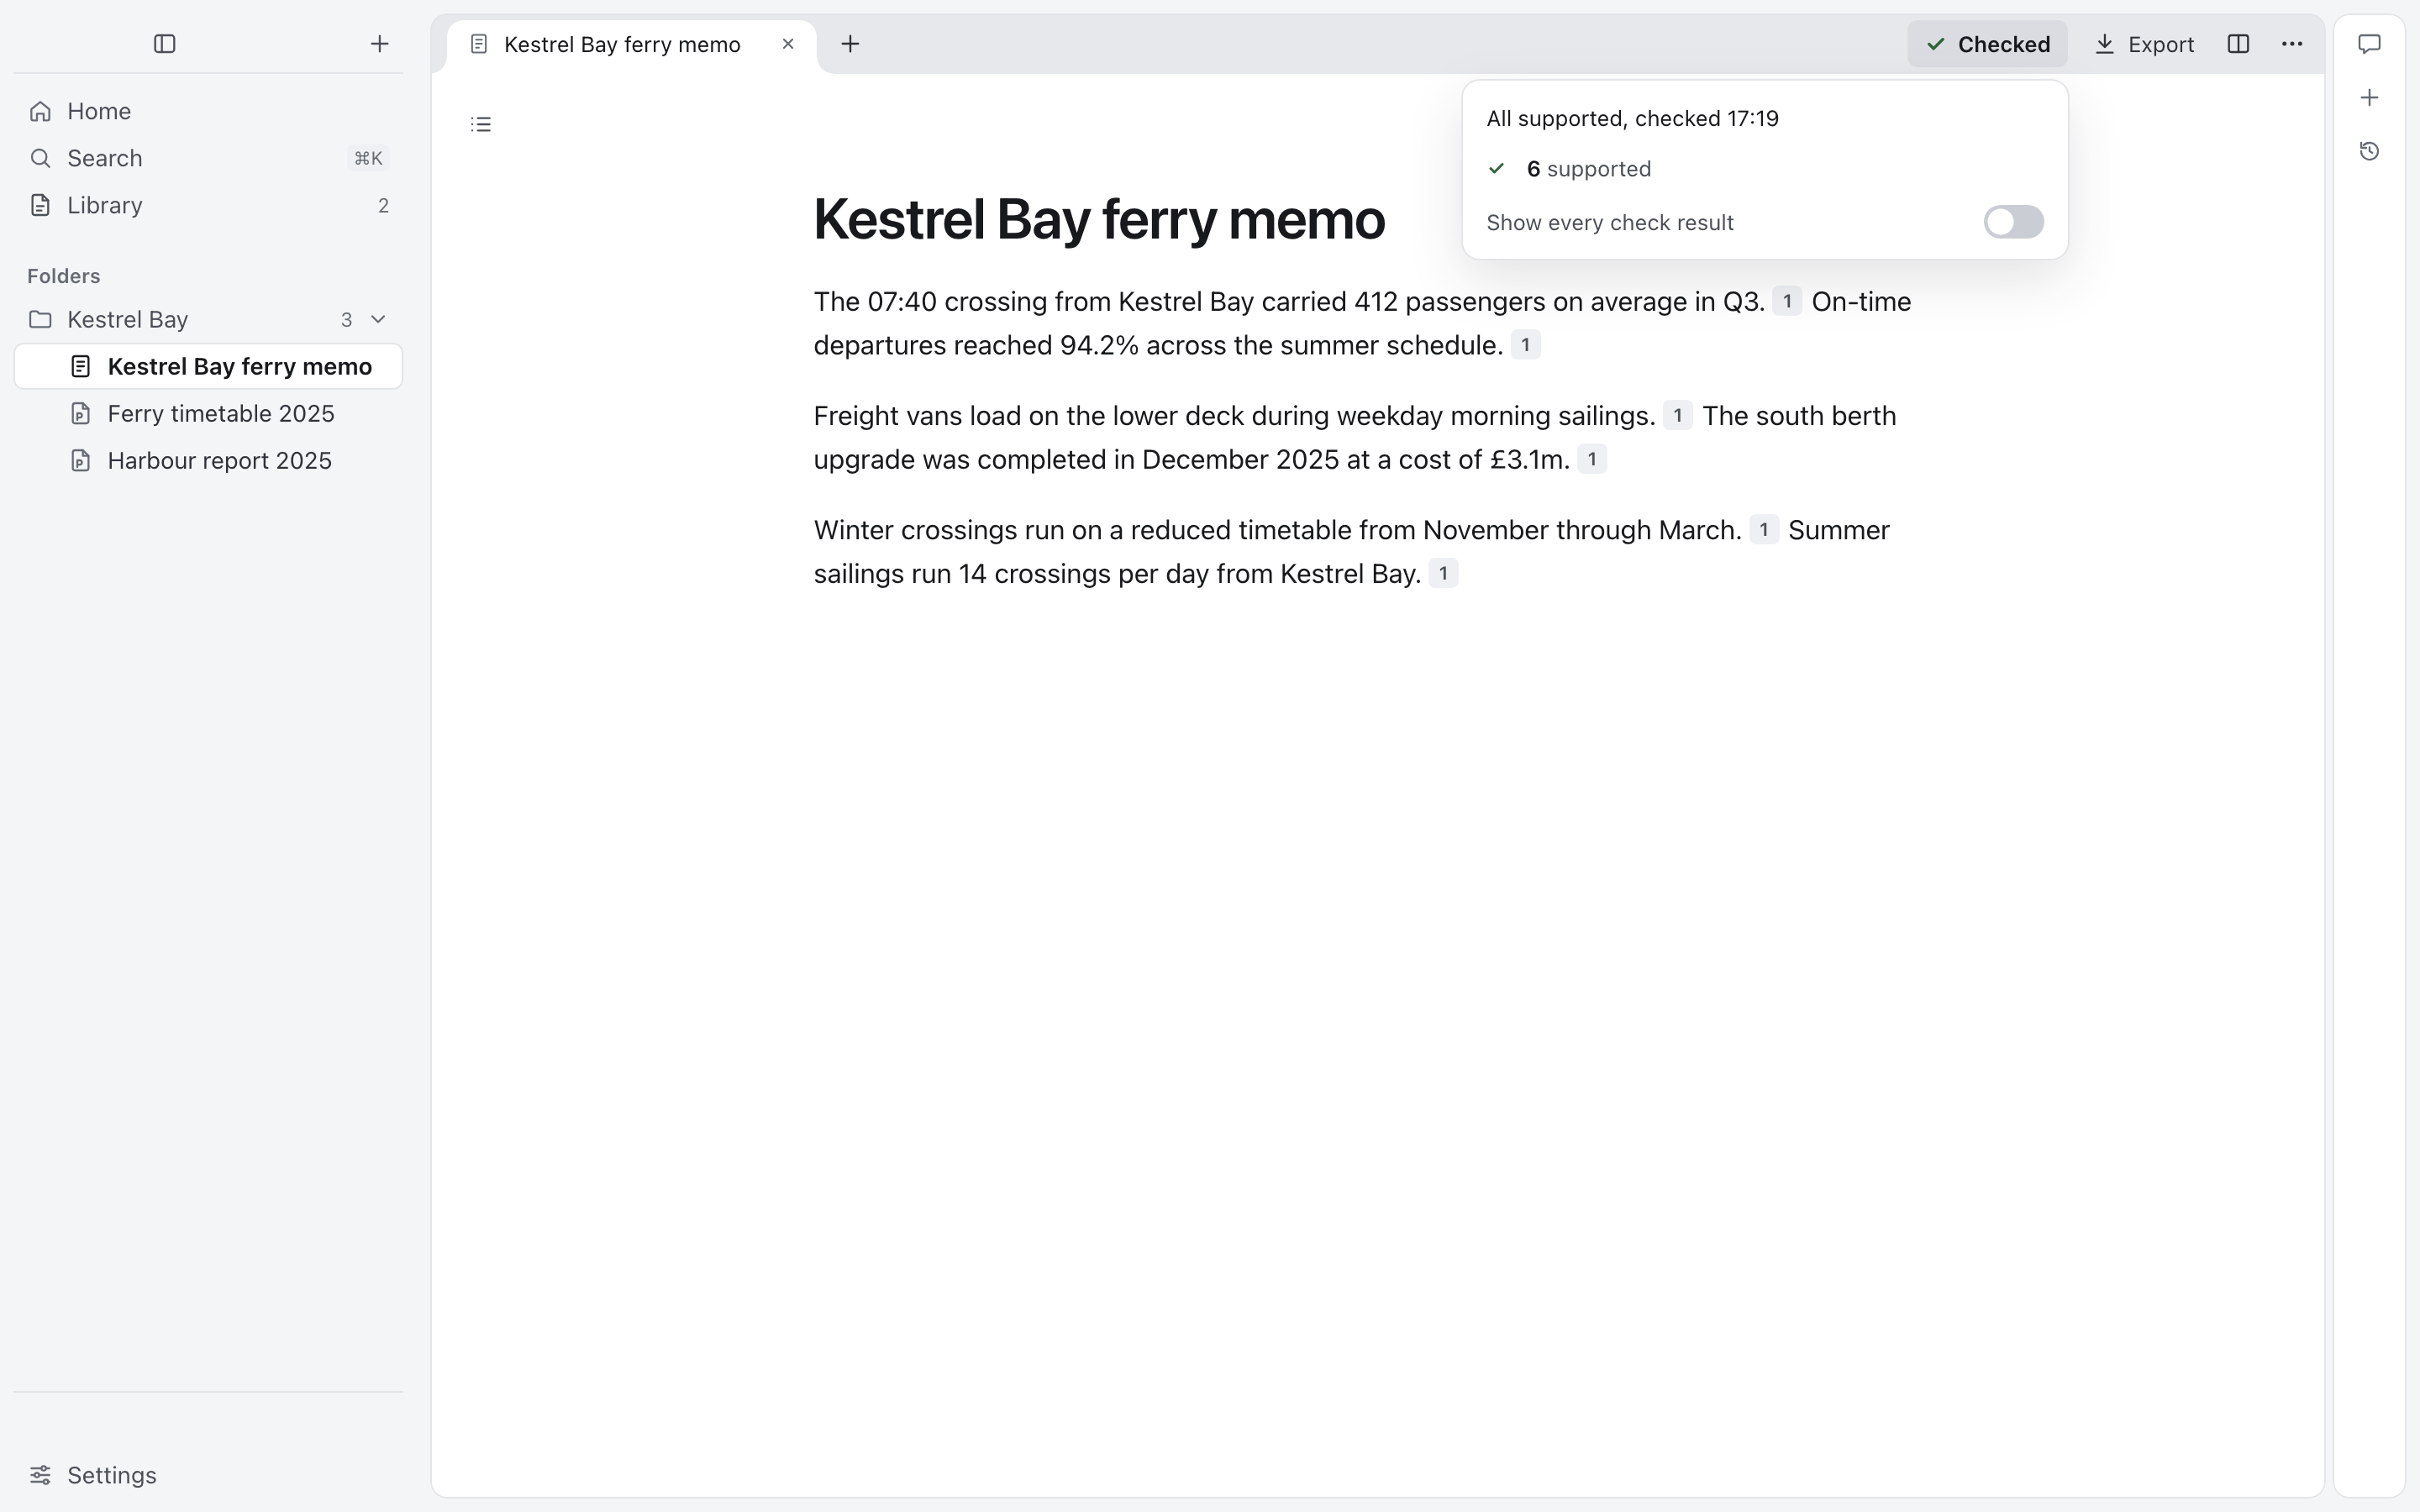 Home
Search ⌘K
Library 2
Folders
Kestrel Bay 3
Kestrel Bay ferry memo
Ferry timetable 2025
Harbour report 2025
Settings
Kestrel Bay ferry memo
Checked
Export
All supported, checked 17:19
6 supported
Show every check result
Kestrel Bay ferry memo
The 07:40 crossing from Kestrel Bay carried 412 passengers on average in Q3. 1 On-time
departures reached 94.2% across the summer schedule. 1
Freight vans load on the lower deck during weekday morning sailings. 1 The south berth
upgrade was completed in December 2025 at a cost of £3.1m. 1
Winter crossings run on a reduced timetable from November through March. 1 Summer
sailings run 14 crossings per day from Kestrel Bay. 1